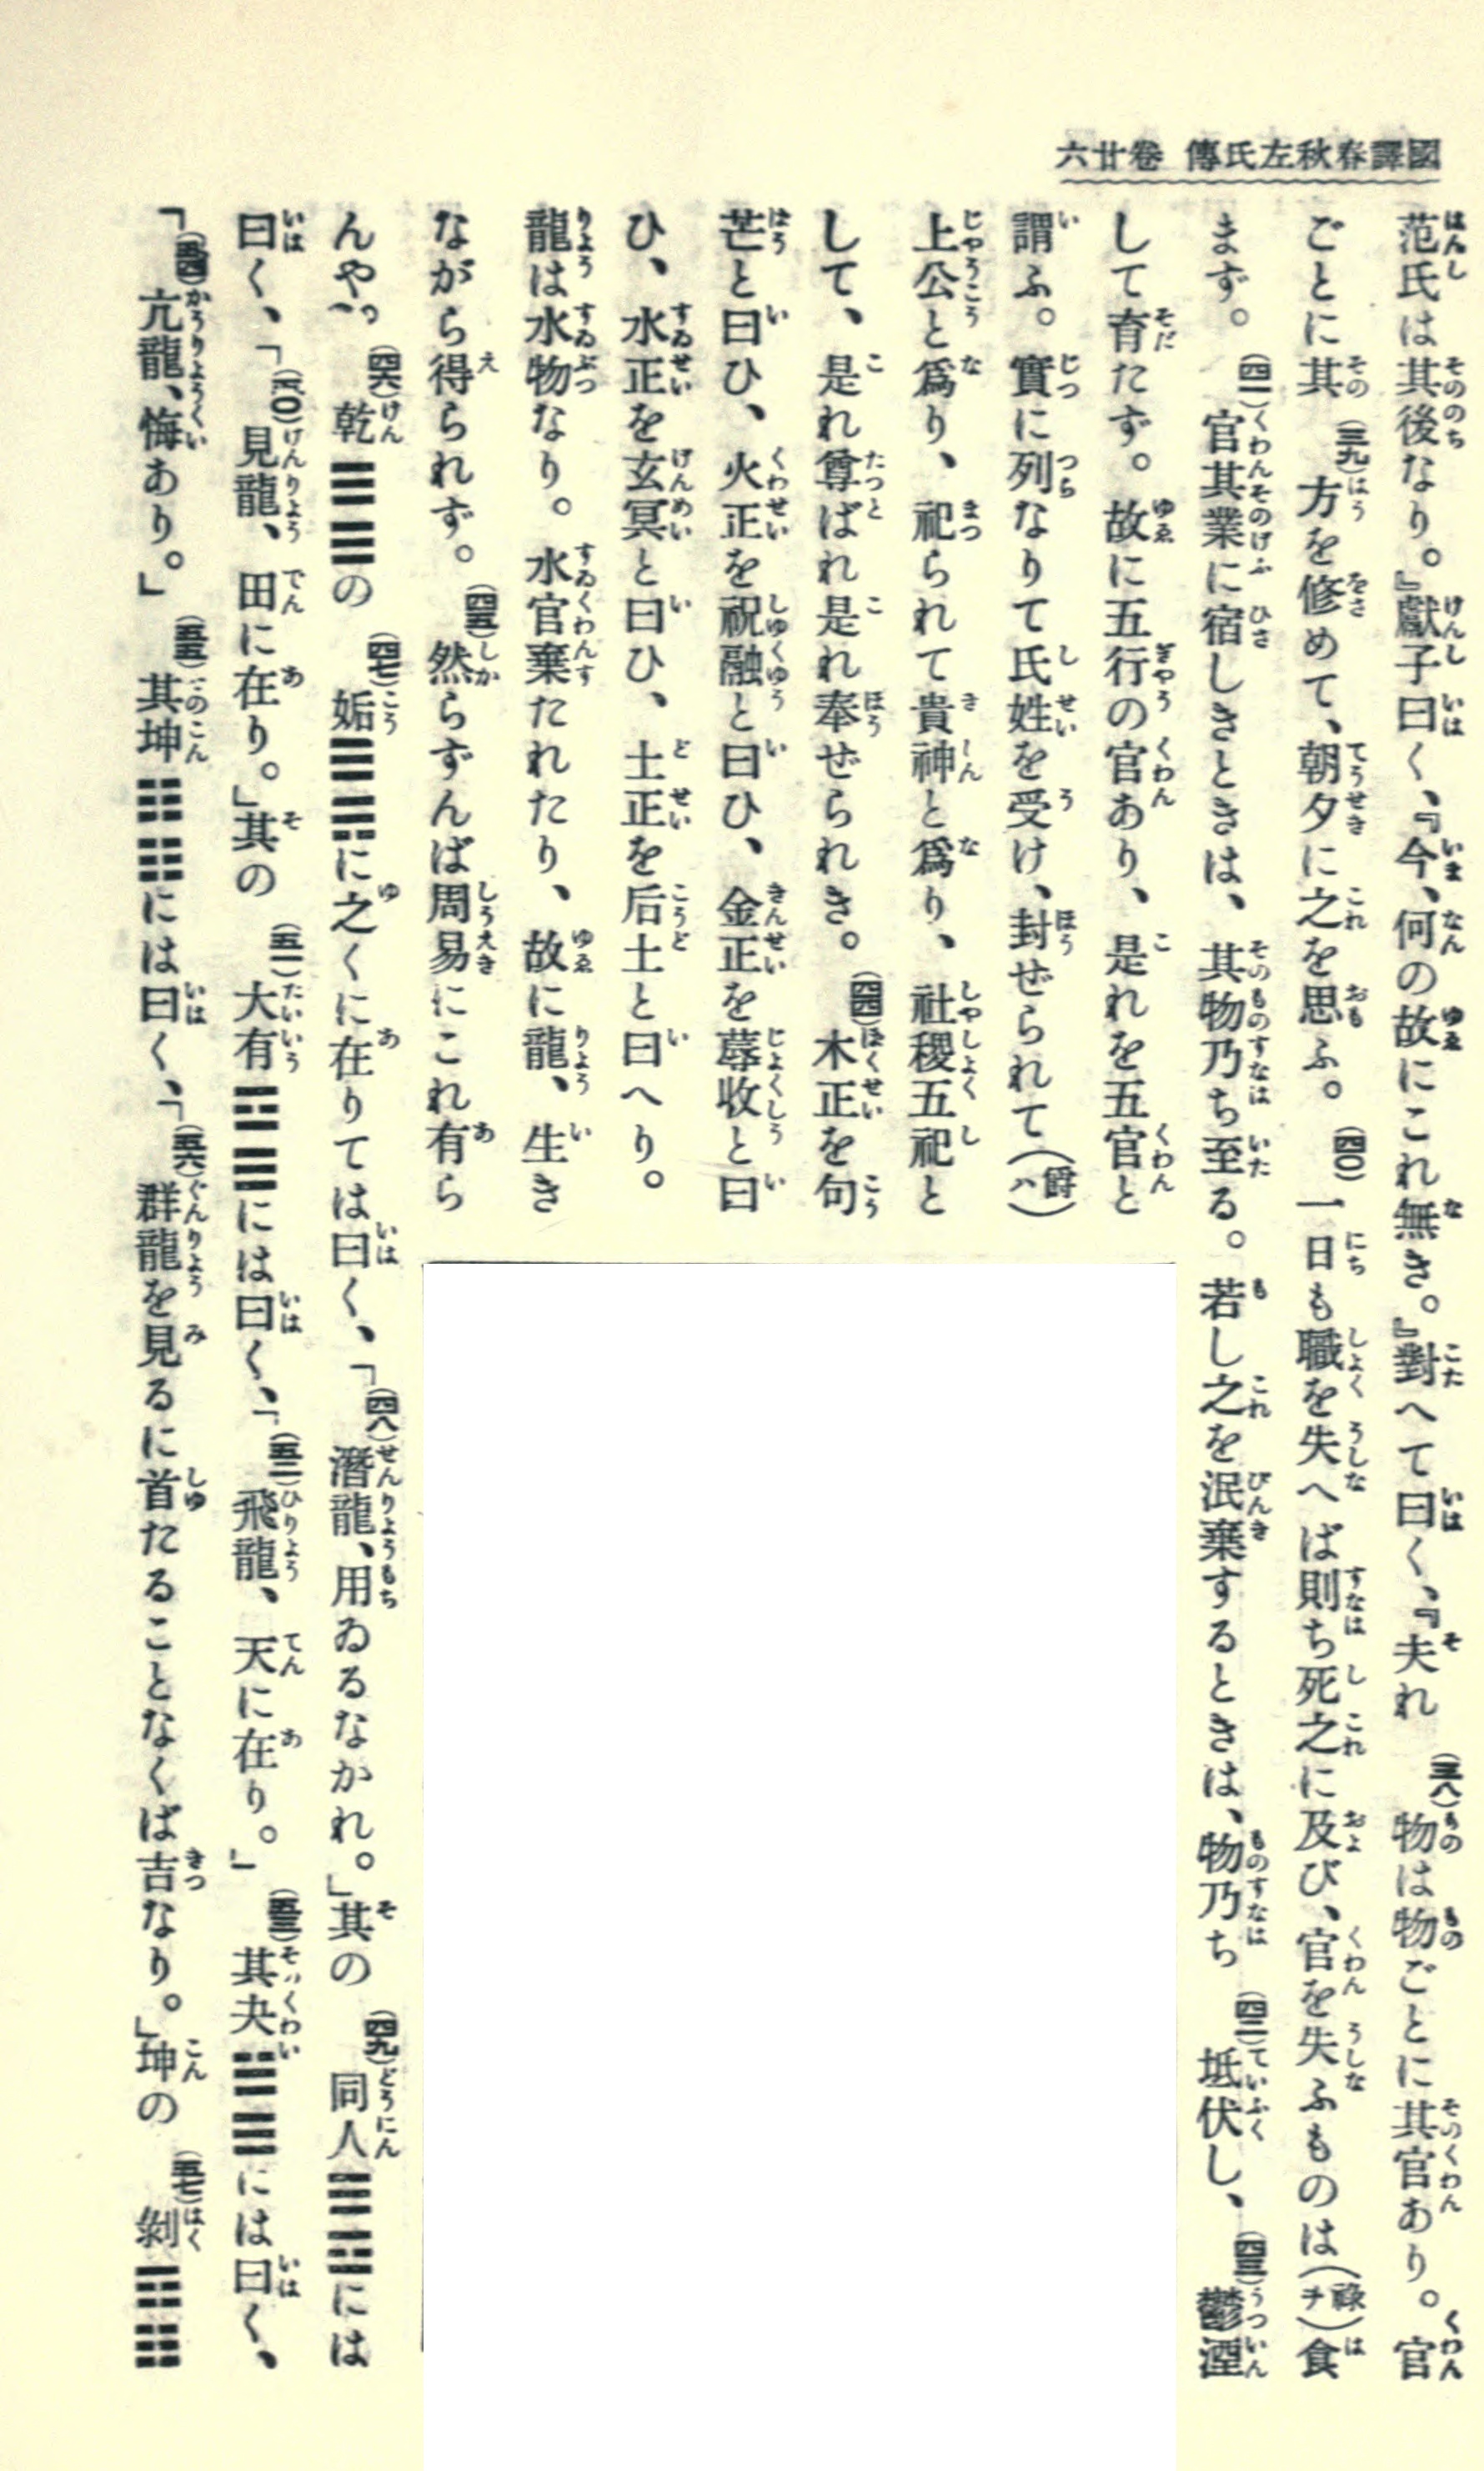 國譯春秋左氏傳 卷廿六
范氏は其後なり。』獻子曰く、『今、何の故にこれ無き。』對へて曰く、『夫れ(三八)物は物ごとに其官あり。官
ごとに其(三九)方を修めて、朝夕に之を思ふ。(四〇)一日も職を失へば則ち死之に及び、官を失ふものは(祿ヲ)食
まず。(四一)官其業に宿しきときは、其物乃ち至る。若し之を泯棄するときは、物乃ち(四二)坻伏し、(四三)鬱湮
して育たず。故に五行の官あり、是れを五官と
謂ふ。實に列なりて氏姓を受け、封ぜられて(爵ハ)
上公と爲り、祀られて貴神と爲り、社稷五祀と
して、是れ尊ばれ是れ奉ぜられき。(四四)木正を句
芒と曰ひ、火正を祝融と曰ひ、金正を蓐收と曰
ひ、水正を玄冥と曰ひ、土正を后土と曰へり。
龍は水物なり。水官棄たれたり、故に龍、生き
ながら得られず。(四五)然らずんば周易にこれ有ら
んや。(四六)乾☰☰の(四七)姤☰☴に之くに在りては曰く、「(四八)潛龍、用ゐるなかれ。」其の(四九)同人☰☲には
曰く、「(五〇)見龍、田に在り。」其の(五一)大有☲☰には曰く、「(五二)飛龍、天に在り。」(五三)其夬☱☰には曰く、
「(五四)亢龍、悔あり。」(五五)其坤☷☷には曰く、「(五六)群龍を見るに首たることなくば吉なり。」坤の(五七)剝☶☷